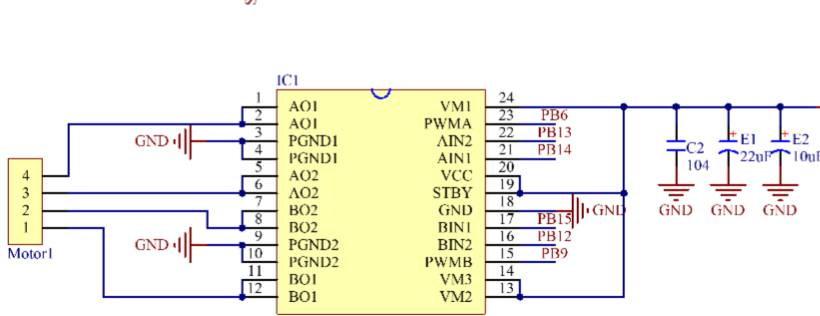 IC1
1 AO1 VM1 24
2 AO1 PWMA 23 PB6
GND 3 PGND1 AIN2 22 PB13
4 PGND1 AIN1 21 PB14
4 5 AO2 VCC 20
3 6 AO2 STBY 19
2 7 BO2 GND 18 GND
1 8 BO2 BIN1 17 PB15
GND 9 PGND2 BIN2 16 PB12
10 PGND2 PWMB 15 PB9
11 BO1 VM3 14
12 BO1 VM2 13
Motor1
C2 + E1 + E2
104 22uF 10uF
GND GND GND